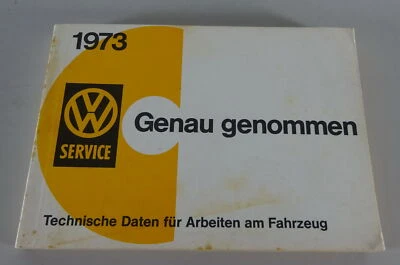 1973
VW
SERVICE
Genau genommen
Technische Daten für Arbeiten am Fahrzeug